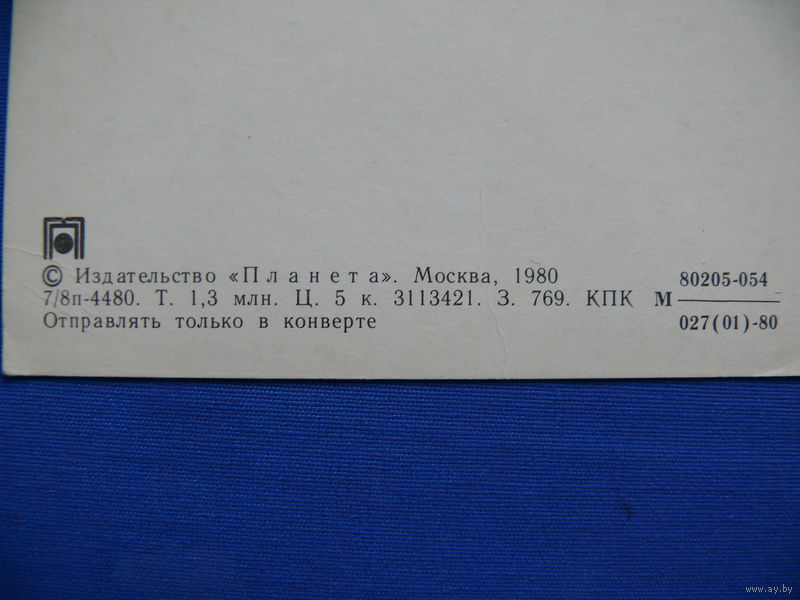 © Издательство «Планета». Москва, 1980
7/8п-4480. Т. 1,3 млн. Ц. 5 к. 3113421. З. 769. КПК
Отправлять только в конверте
80205-054
М
027(01)-80
www.ay.by